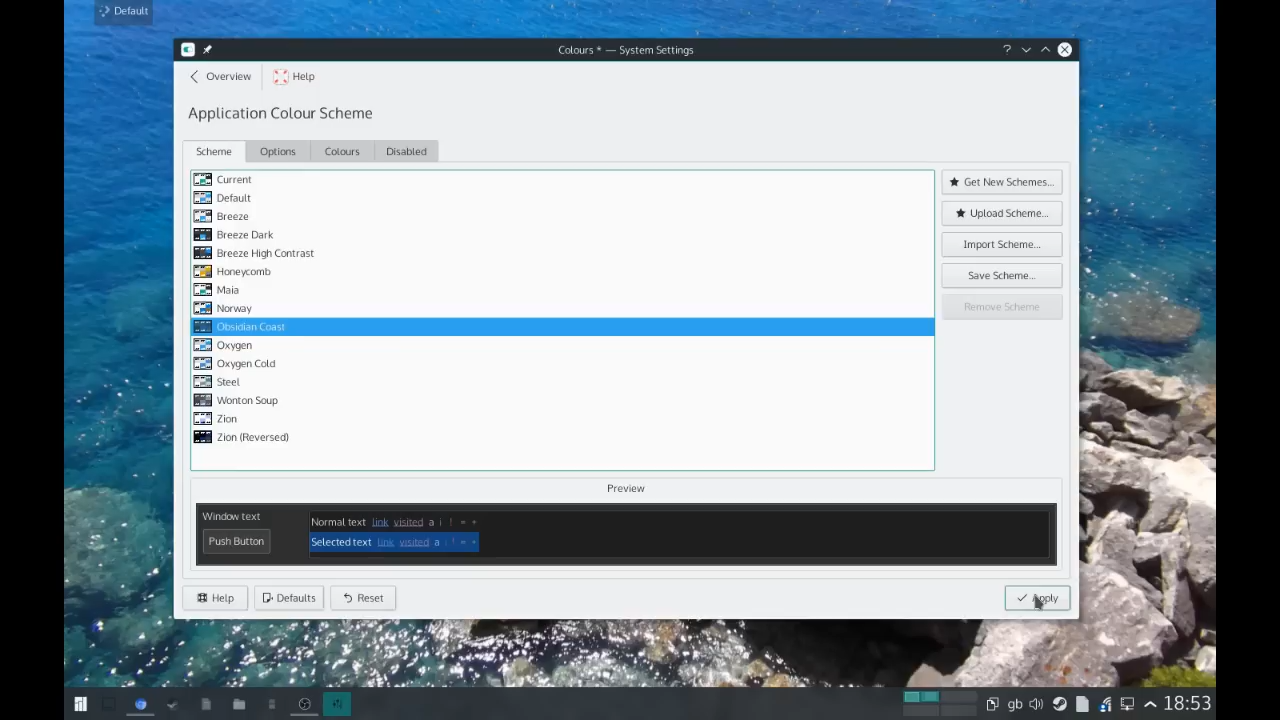 Default
Colours * — System Settings
Overview
Help
Application Colour Scheme
Scheme
Options
Colours
Disabled
Current
Default
Breeze
Breeze Dark
Breeze High Contrast
Honeycomb
Maia
Norway
Obsidian Coast
Oxygen
Oxygen Cold
Steel
Wonton Soup
Zion
Zion (Reversed)
Get New Schemes...
Upload Scheme...
Import Scheme...
Save Scheme...
Remove Scheme
Preview
Window text
Push Button
Normal text link visited a i ! = +
Selected text link visited a i ! = +
Help
Defaults
Reset
Apply
gb
18:53